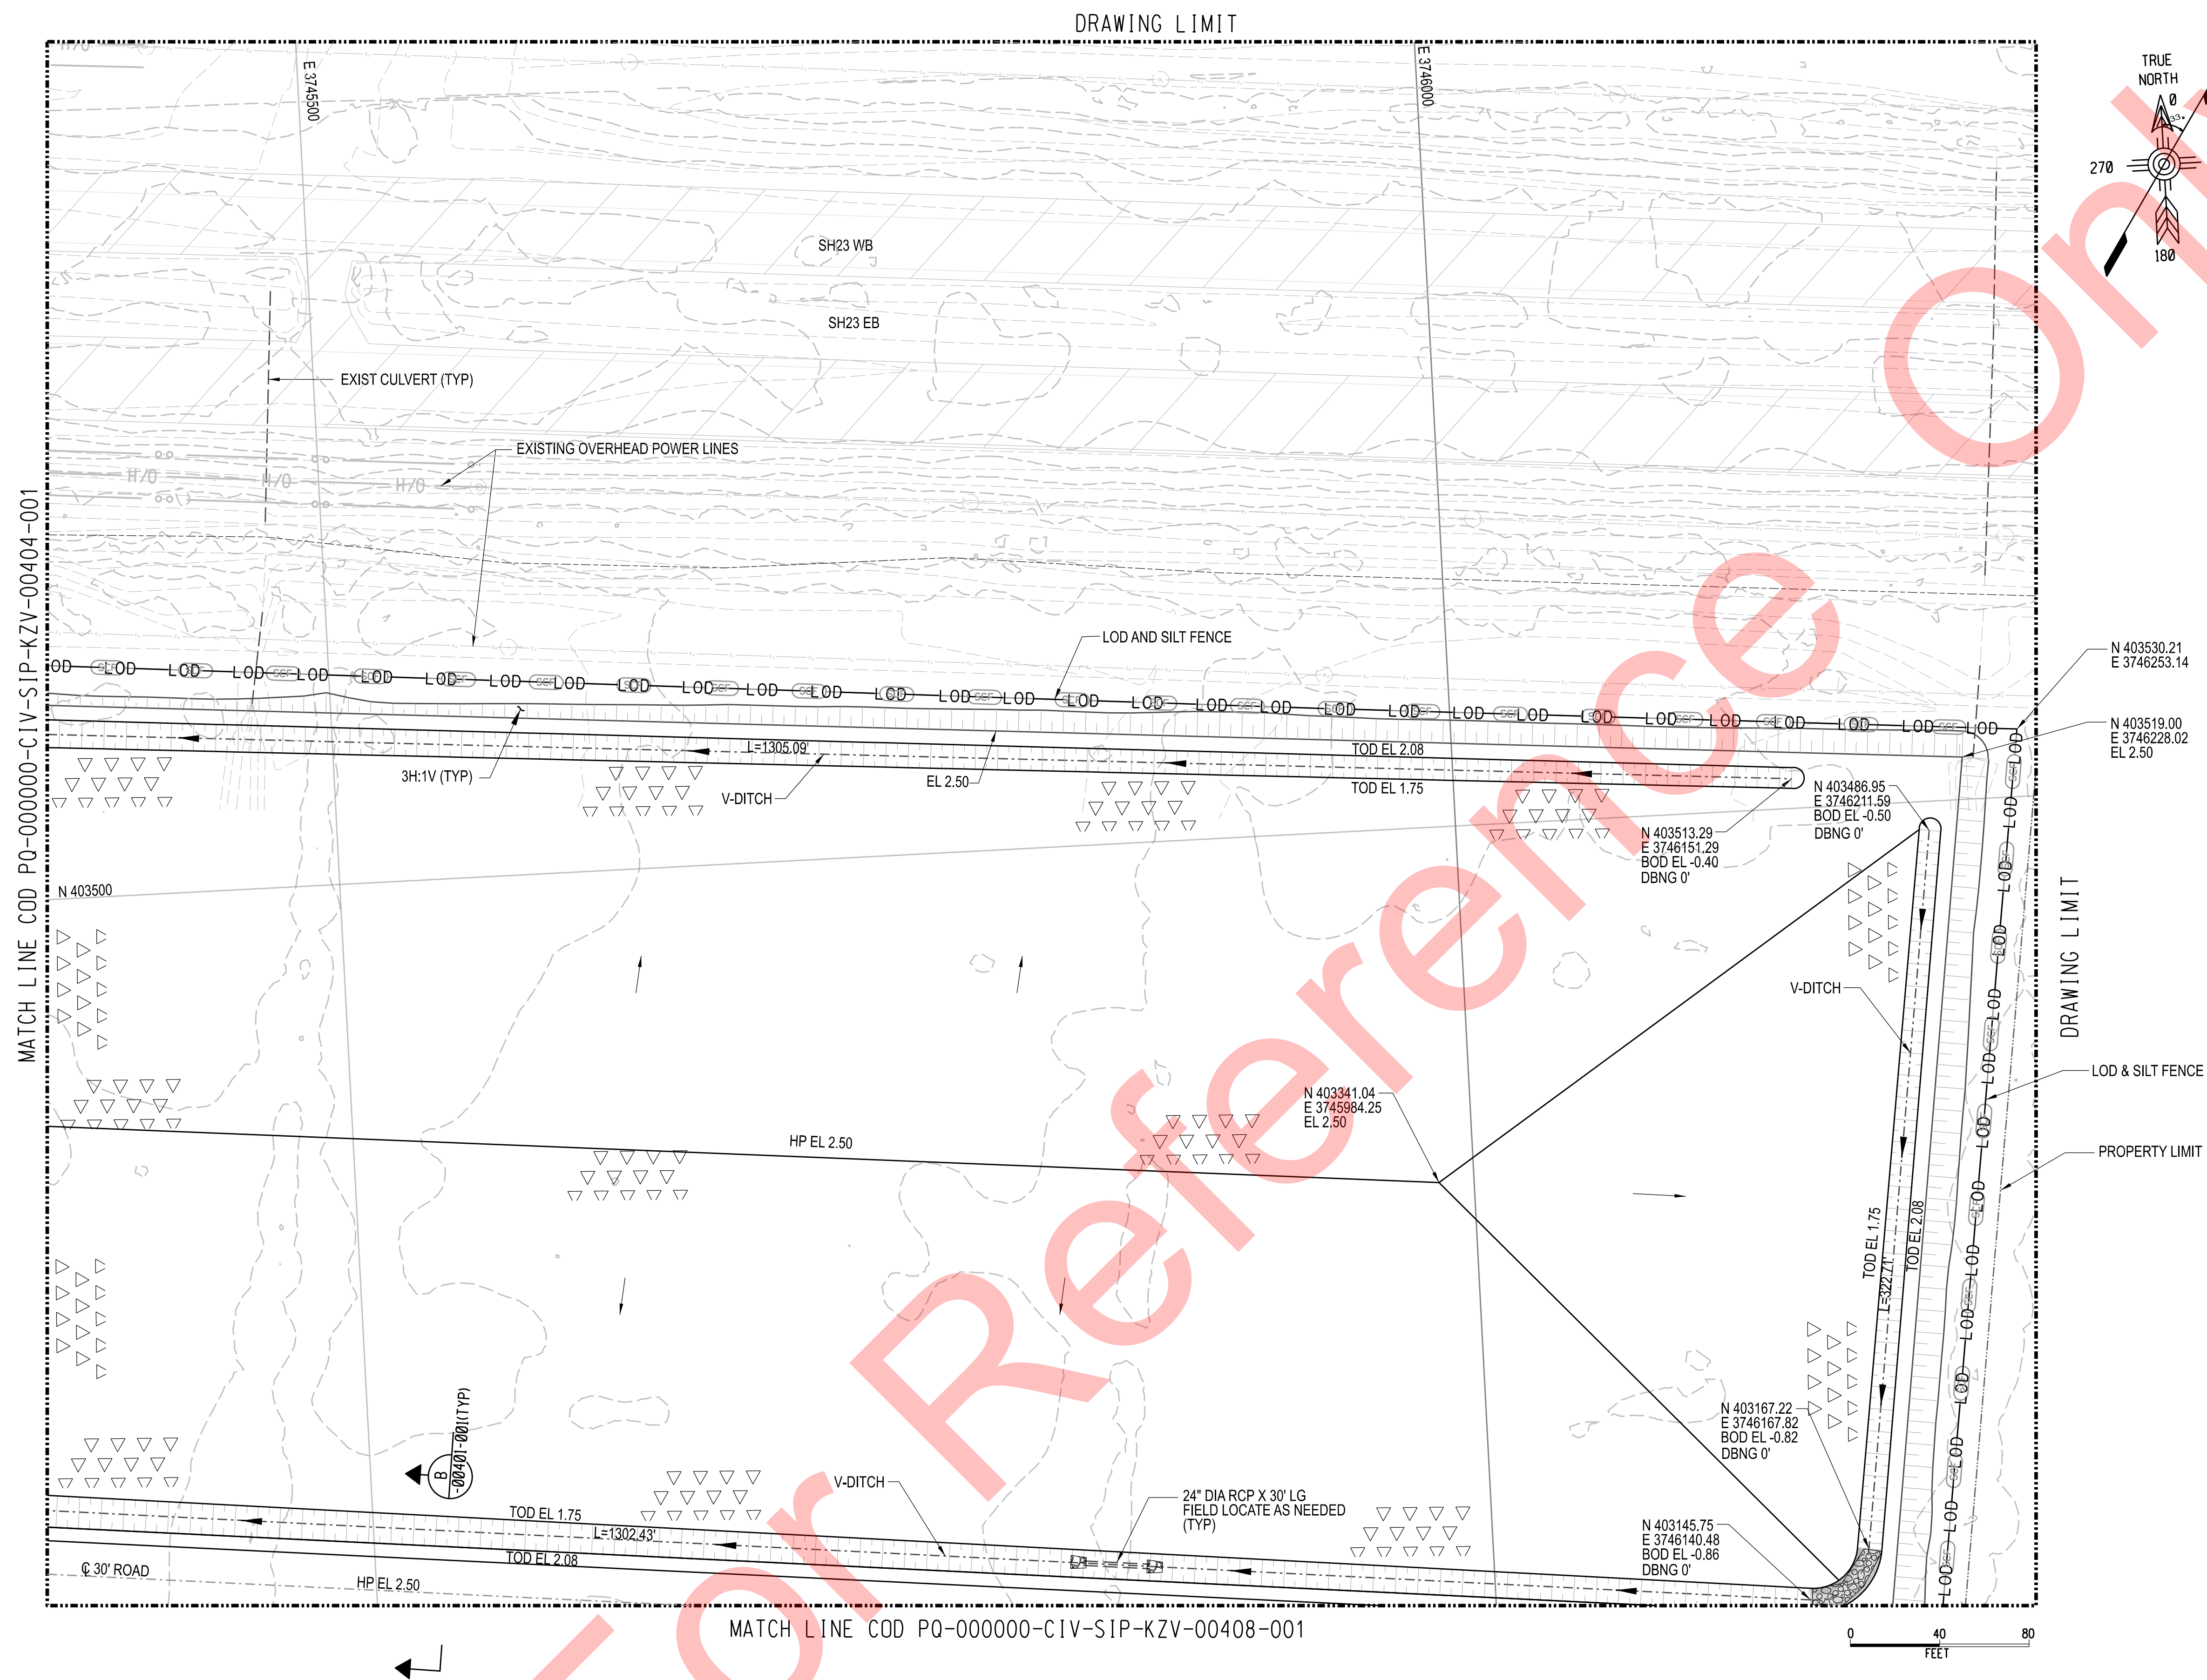 DRAWING LIMIT
E 3745500
E 3746000
TRUE
NORTH
0
33°
270
180
H/O
SH23 WB
SH23 EB
EXIST CULVERT (TYP)
EXISTING OVERHEAD POWER LINES
H/O
H/O
H/O
MATCH LINE COD PQ-000000-CIV-SIP-KZV-00404-001
LOD AND SILT FENCE
N 403530.21
E 3746253.14
N 403519.00
E 3746228.02
EL 2.50
L=1305.09'
TOD EL 2.08
3H:1V (TYP)
V-DITCH
EL 2.50
TOD EL 1.75
N 403486.95
E 3746211.59
BOD EL -0.50
DBNG 0'
N 403513.29
E 3746151.29
BOD EL -0.40
DBNG 0'
N 403500
DRAWING LIMIT
V-DITCH
LOD & SILT FENCE
N 403341.04
E 3745984.25
EL 2.50
HP EL 2.50
PROPERTY LIMIT
TOD EL 1.75
L=322.71'
TOD EL 2.08
B
-00401-001(TYP)
N 403167.22
E 3746167.82
BOD EL -0.82
DBNG 0'
V-DITCH
24" DIA RCP X 30' LG
FIELD LOCATE AS NEEDED
(TYP)
TOD EL 1.75
L=1302.43'
TOD EL 2.08
N 403145.75
E 3746140.48
BOD EL -0.86
DBNG 0'
℄ 30' ROAD
HP EL 2.50
MATCH LINE COD PQ-000000-CIV-SIP-KZV-00408-001
0 40 80
FEET
For Reference Only